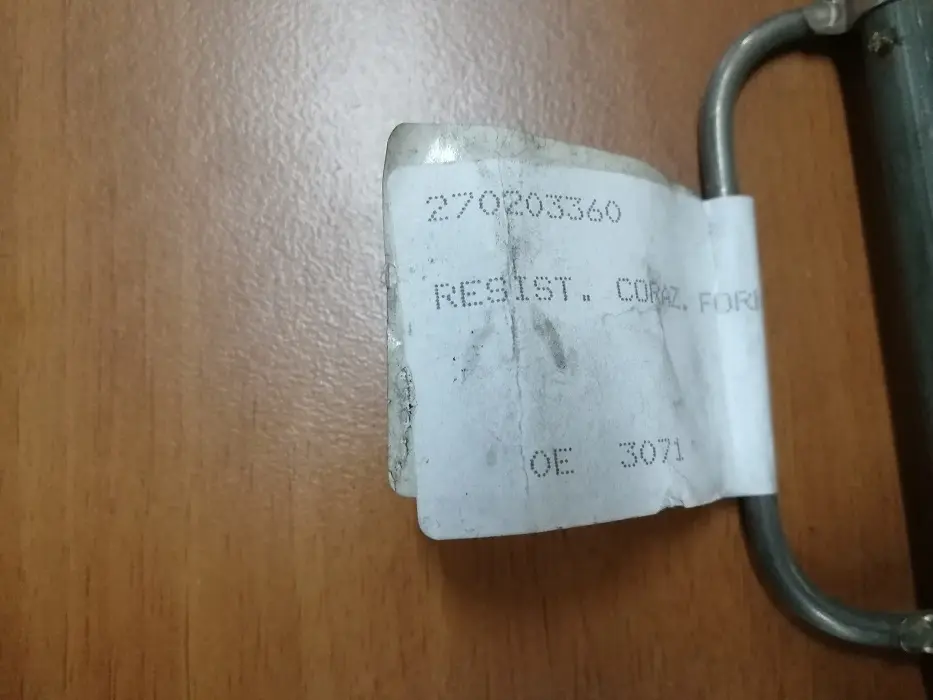 270203360
RESIST. CORAZ. FOR
OE 3071